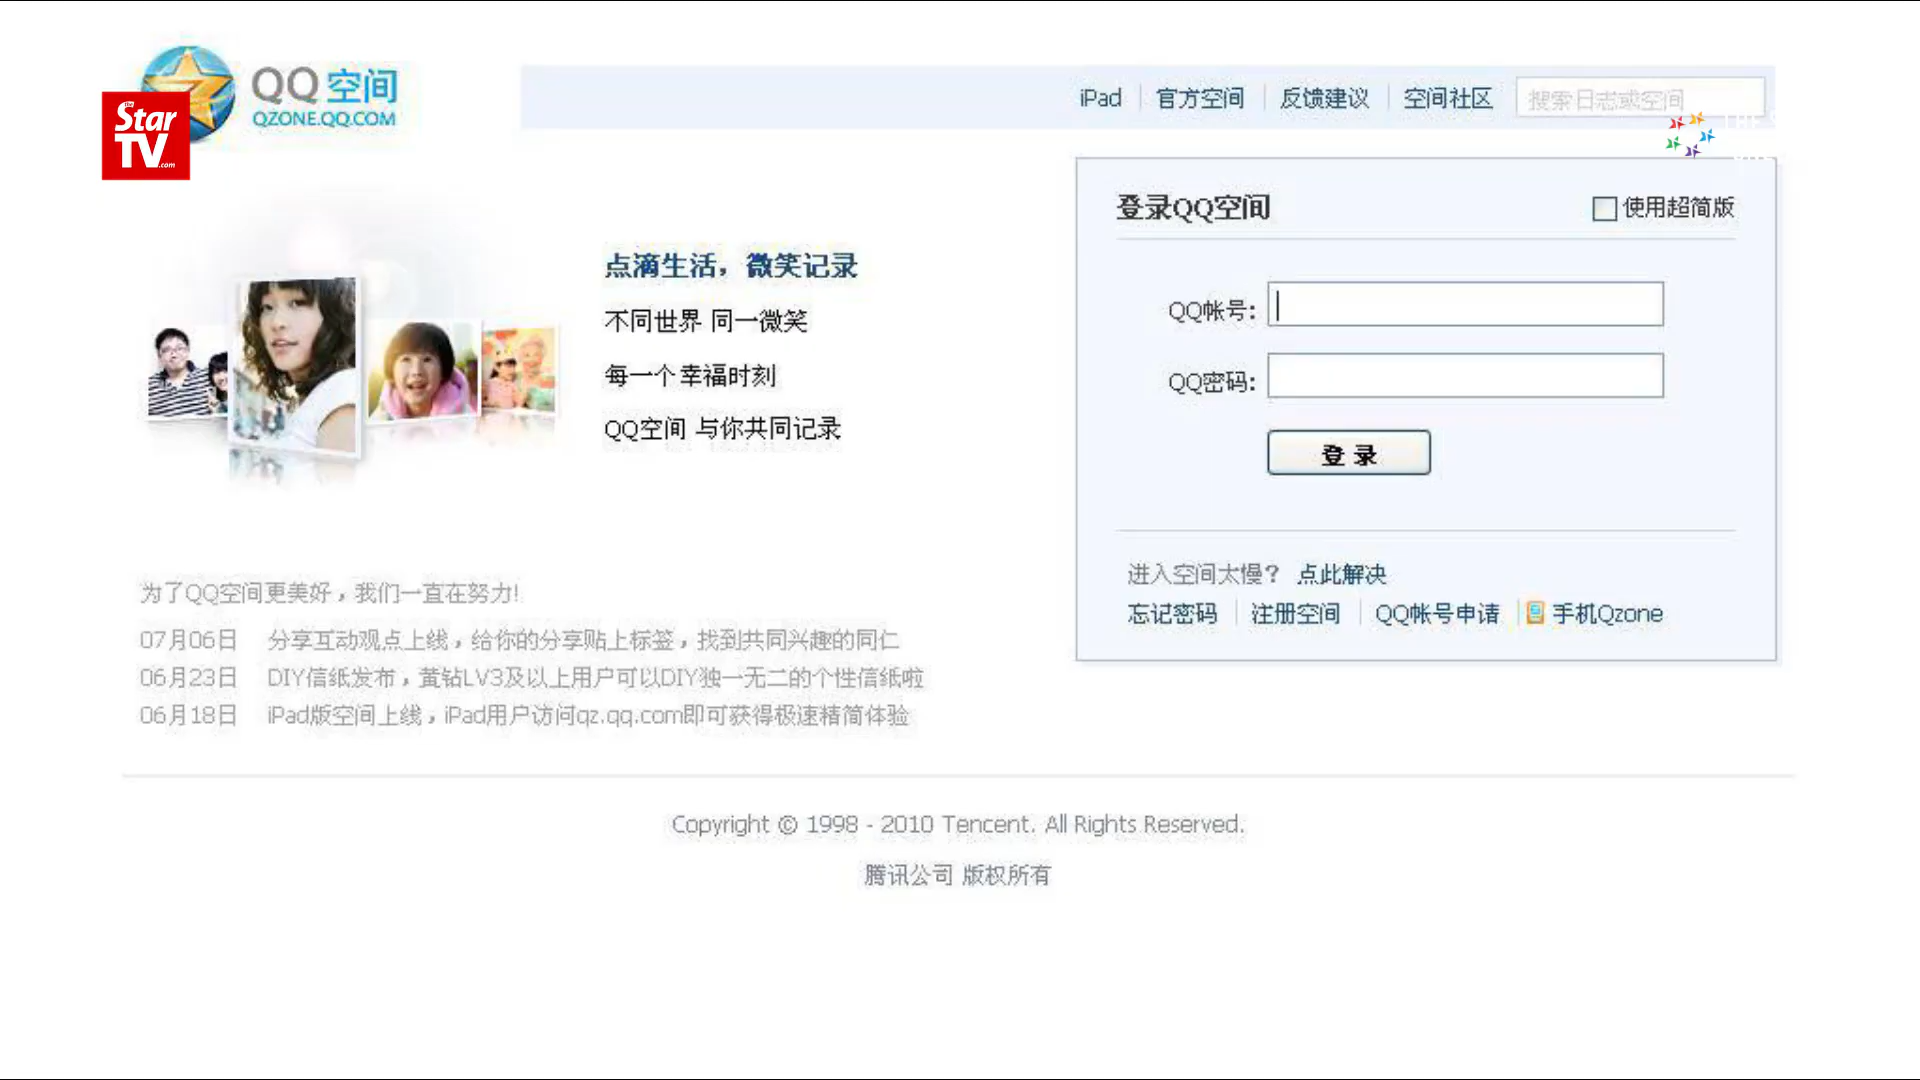 QQ空间
QZONE.QQ.COM
The Star TV.com
iPad 官方空间 反馈建议 空间社区 搜索日志或空间
登录QQ空间 使用超简版
点滴生活，微笑记录
不同世界 同一微笑
每一个幸福时刻
QQ空间 与你共同记录
QQ帐号:
QQ密码:
登 录
进入空间太慢？ 点此解决
忘记密码 注册空间 QQ帐号申请 手机Qzone
为了QQ空间更美好，我们一直在努力!
07月06日 分享互动观点上线，给你的分享贴上标签，找到共同兴趣的同仁
06月23日 DIY信纸发布，黄钻LV3及以上用户可以DIY独一无二的个性信纸啦
06月18日 iPad版空间上线，iPad用户访问qz.qq.com即可获得极速精简体验
Copyright © 1998 - 2010 Tencent. All Rights Reserved.
腾讯公司 版权所有